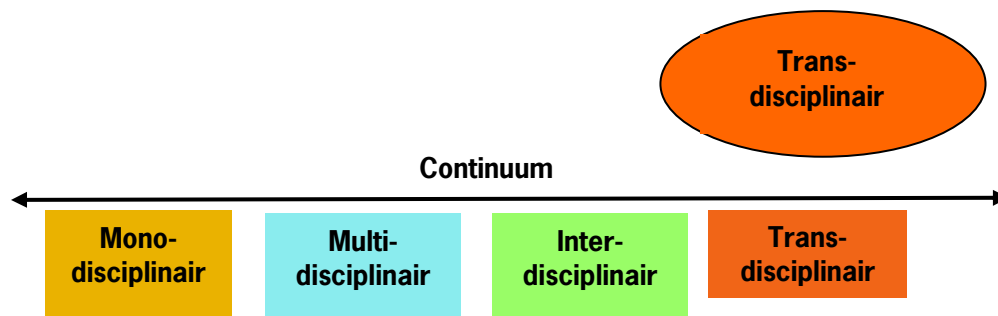 Trans-
disciplinair
Continuum
Mono-
disciplinair
Multi-
disciplinair
Inter-
disciplinair
Trans-
disciplinair